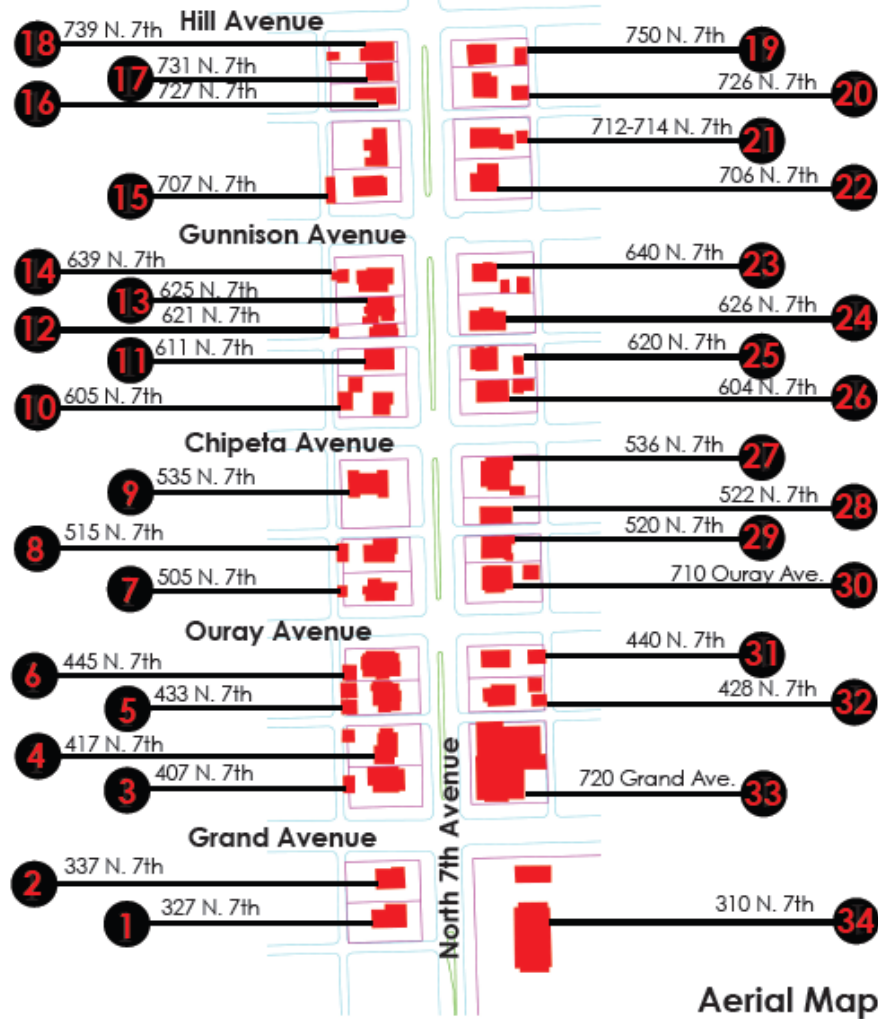 Hill Avenue
18 739 N. 7th
17 731 N. 7th
16 727 N. 7th
15 707 N. 7th
750 N. 7th 19
726 N. 7th 20
712-714 N. 7th 21
706 N. 7th 22
Gunnison Avenue
14 639 N. 7th
13 625 N. 7th
12 621 N. 7th
11 611 N. 7th
10 605 N. 7th
640 N. 7th 23
626 N. 7th 24
620 N. 7th 25
604 N. 7th 26
Chipeta Avenue
9 535 N. 7th
8 515 N. 7th
7 505 N. 7th
536 N. 7th 27
522 N. 7th 28
520 N. 7th 29
710 Ouray Ave. 30
Ouray Avenue
6 445 N. 7th
5 433 N. 7th
4 417 N. 7th
3 407 N. 7th
440 N. 7th 31
428 N. 7th 32
720 Grand Ave. 33
Grand Avenue
2 337 N. 7th
1 327 N. 7th
North 7th Avenue
310 N. 7th 34
Aerial Map